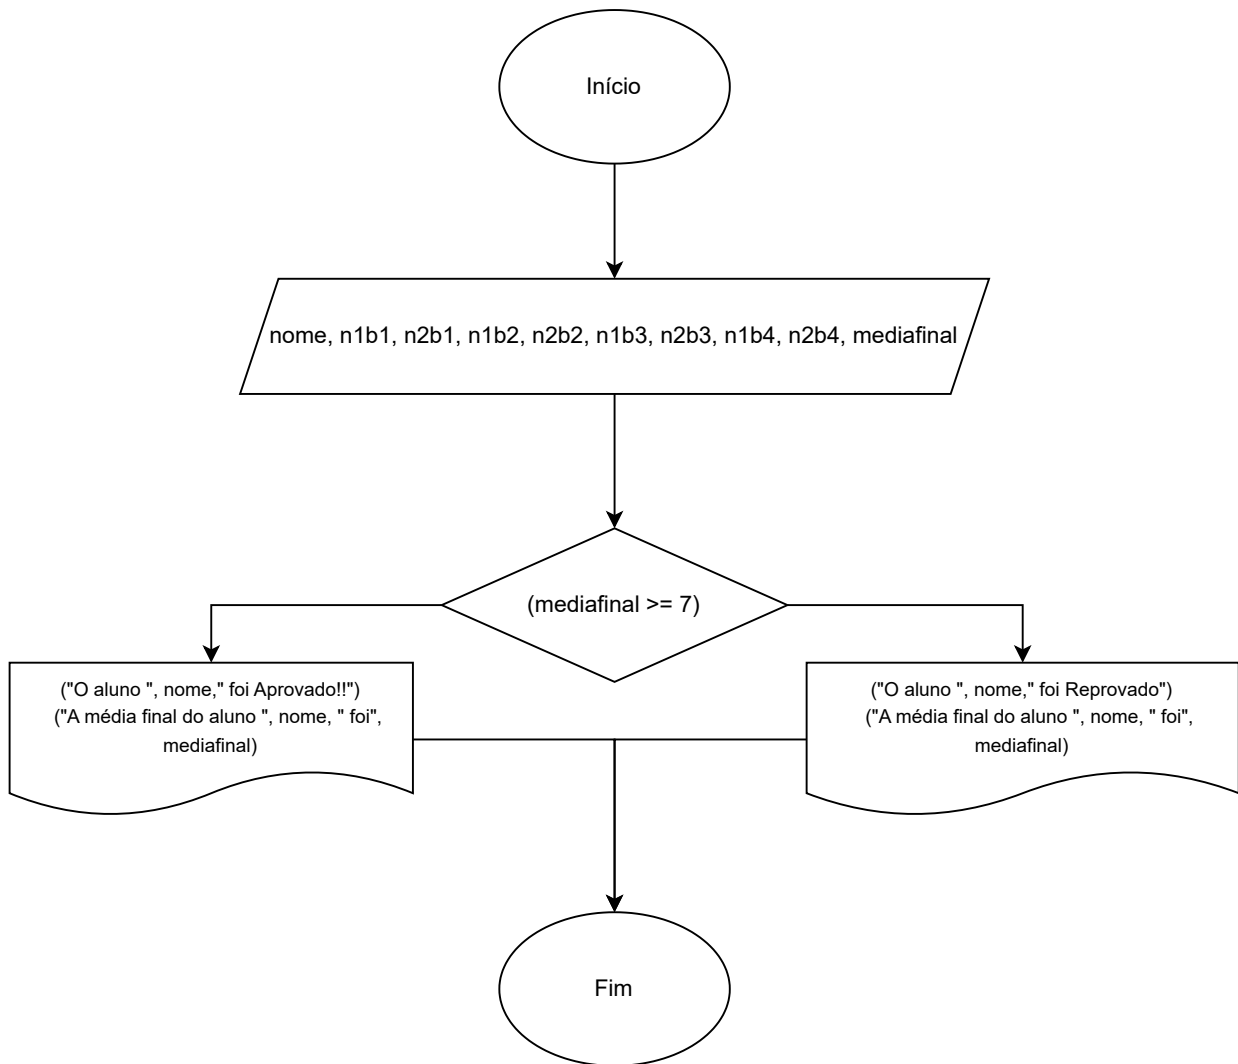 Início
nome, n1b1, n2b1, n1b2, n2b2, n1b3, n2b3, n1b4, n2b4, mediafinal
(mediafinal >= 7)
("O aluno ", nome," foi Aprovado!!")
("A média final do aluno ", nome, " foi",
mediafinal)
("O aluno ", nome," foi Reprovado")
("A média final do aluno ", nome, " foi",
mediafinal)
Fim